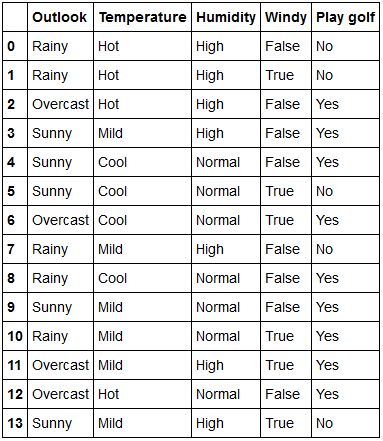 Outlook Temperature Humidity Windy Play golf
0 Rainy Hot High False No
1 Rainy Hot High True No
2 Overcast Hot High False Yes
3 Sunny Mild High False Yes
4 Sunny Cool Normal False Yes
5 Sunny Cool Normal True No
6 Overcast Cool Normal True Yes
7 Rainy Mild High False No
8 Rainy Cool Normal False Yes
9 Sunny Mild Normal False Yes
10 Rainy Mild Normal True Yes
11 Overcast Mild High True Yes
12 Overcast Hot Normal False Yes
13 Sunny Mild High True No